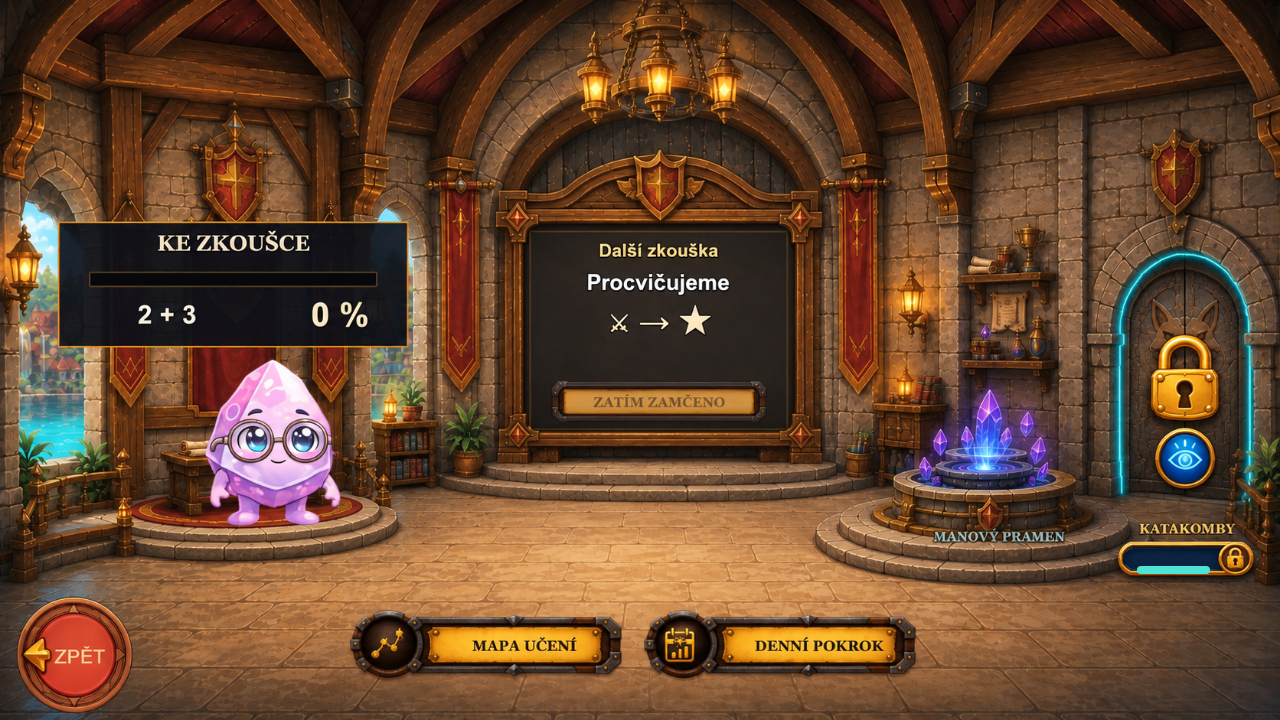 KE ZKOUŠCE
2 + 3
0 %
Další zkouška
Procvičujeme
ZATÍM ZAMČENO
MANOVÝ PRAMEN
KATAKOMBY
ZPĚT
MAPA UČENÍ
DENNÍ POKROK